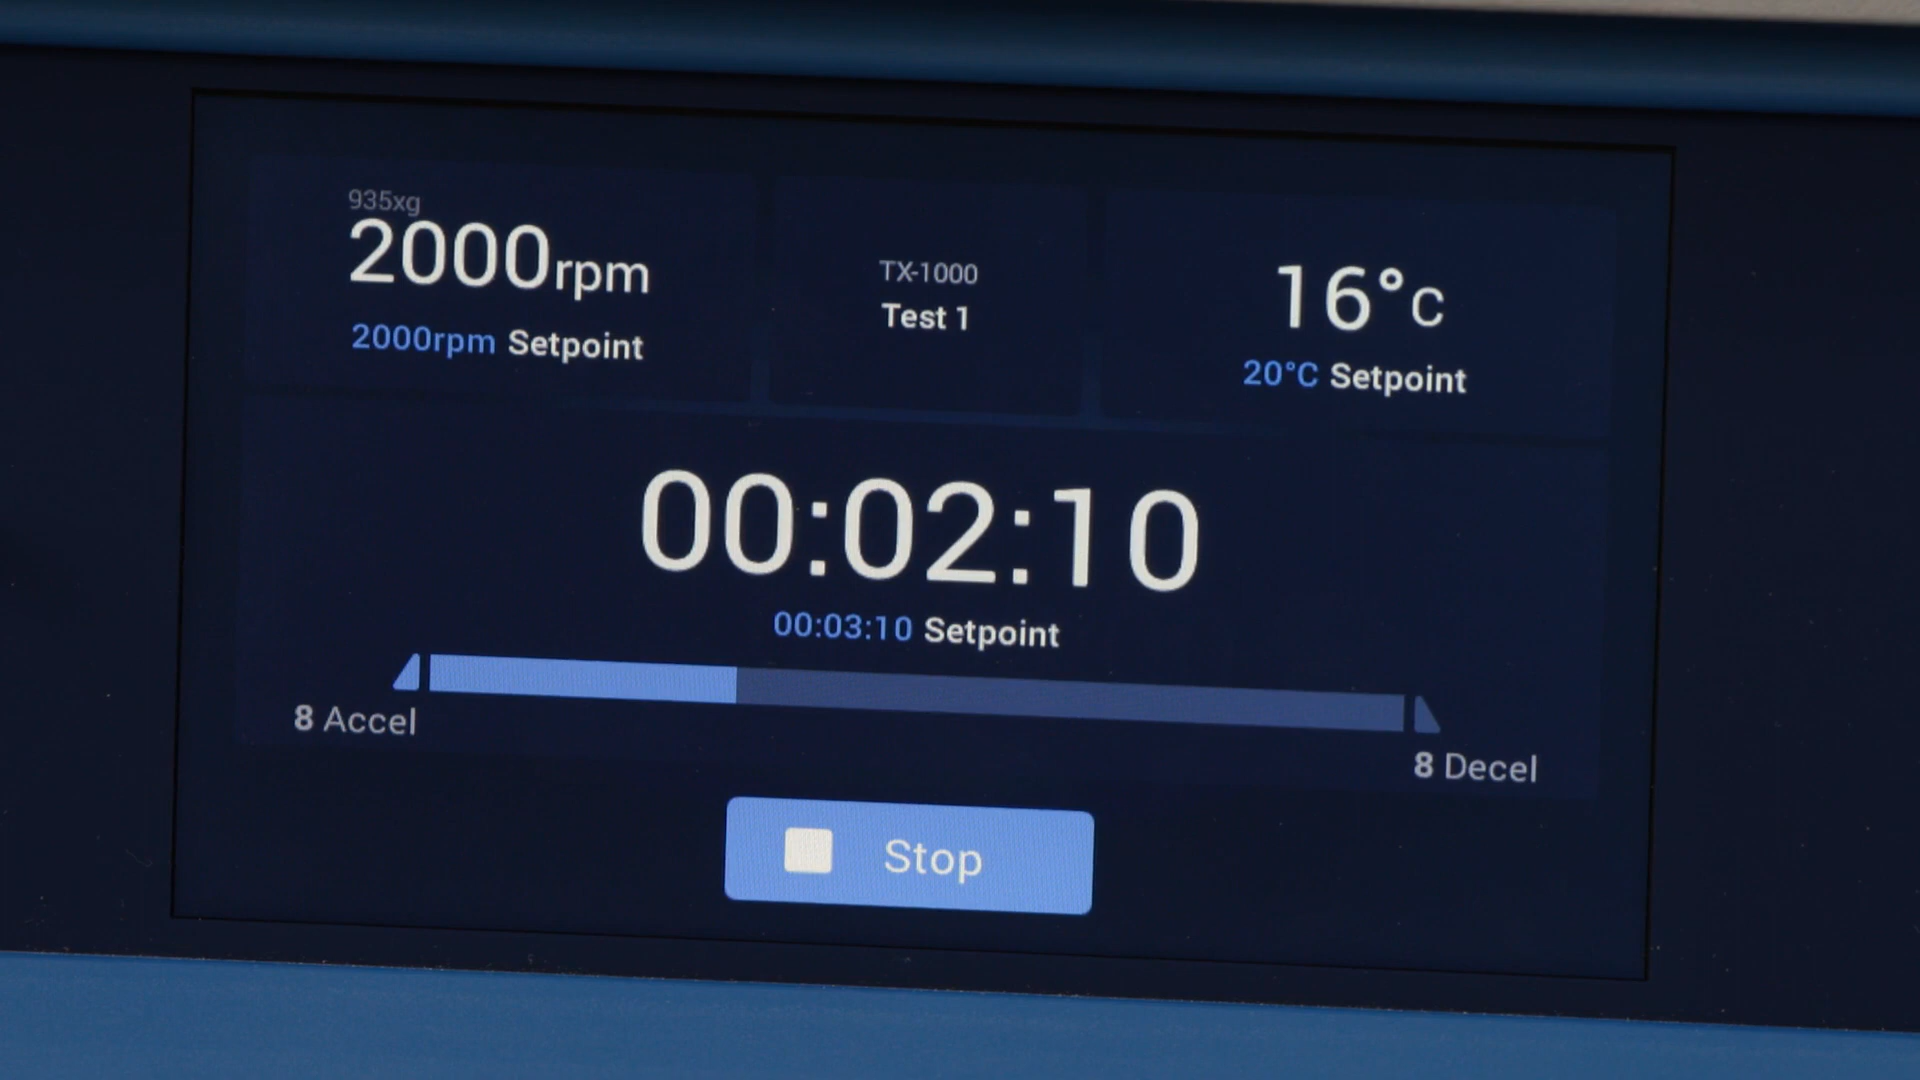 935xg
2000rpm
2000rpm Setpoint
TX-1000
Test 1
16°C
20°C Setpoint
00:02:10
00:03:10 Setpoint
8 Accel
8 Decel
Stop